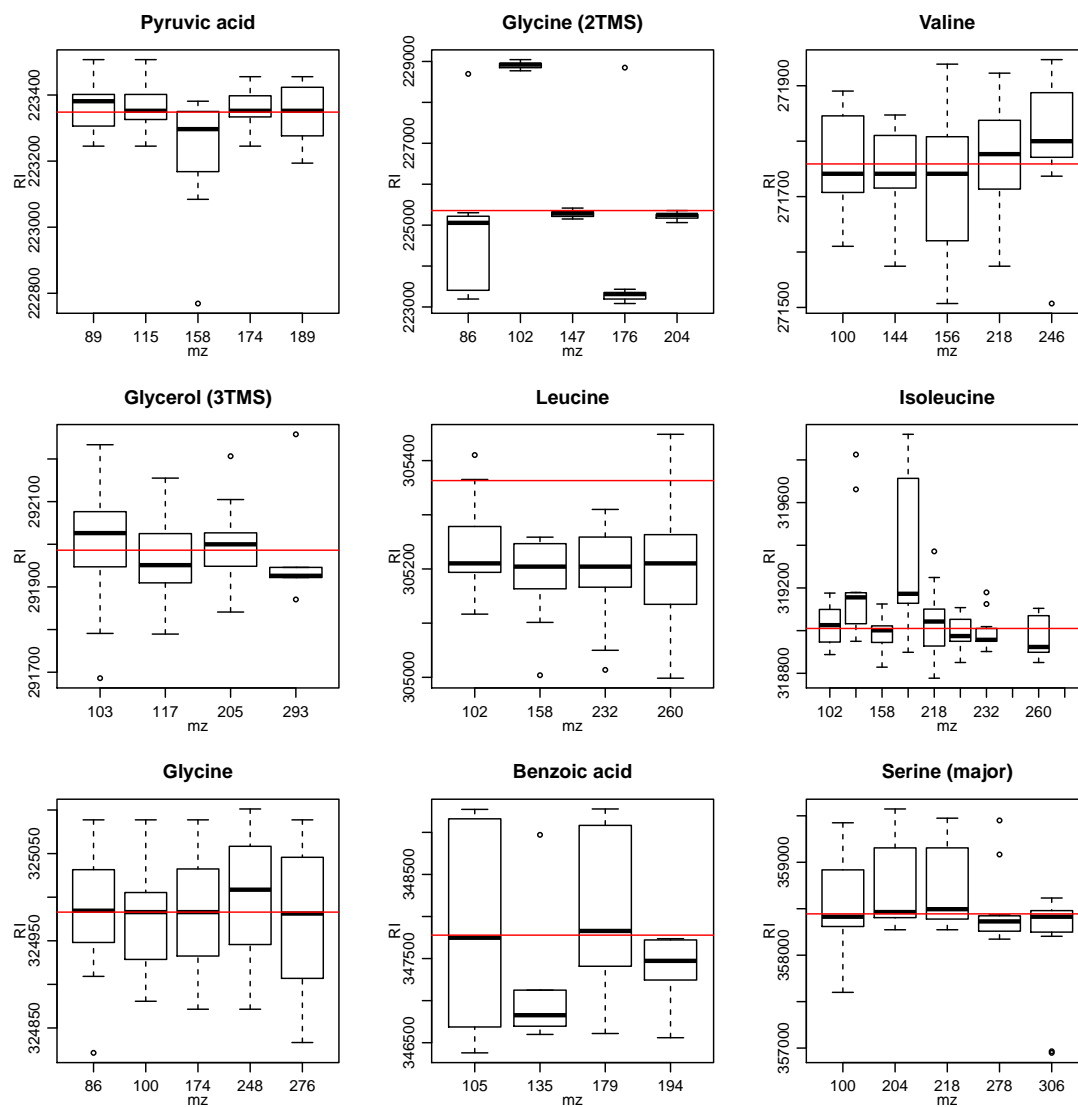 Pyruvic acid
RI
222800 223000 223200 223400
89 115 158 174 189
mz
Glycine (2TMS)
RI
223000 225000 227000 229000
86 102 147 176 204
mz
Valine
RI
271500 271700 271900
100 144 156 218 246
mz
Glycerol (3TMS)
RI
291700 291900 292100
103 117 205 293
mz
Leucine
RI
305000 305200 305400
102 158 232 260
mz
Isoleucine
RI
318800 319200 319600
102 158 218 232 260
mz
Glycine
RI
324850 324950 325050
86 100 174 248 276
mz
Benzoic acid
RI
346500 347500 348500
105 135 179 194
mz
Serine (major)
RI
357000 358000 359000
100 204 218 278 306
mz